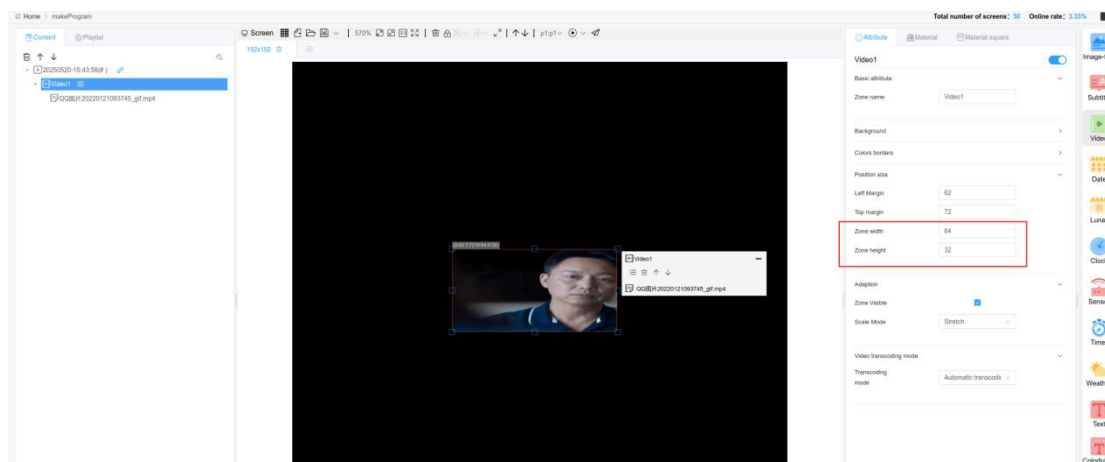 Home > makeProgram
Total number of screens: 30 Online rate: 3.33%
Content Playlist
Screen 570% p1:p1
Attribute Material Material square
192x192
20250520-15:43:56(# )
Video1
QQ图片20220121093745_gif.mp4
Video1
QQ图片20220121093745_gif.mp4
Video1
Basic attribute
Zone name Video1
Background
Colors borders
Position size
Left Margin 62
Top margin 72
Zone width 64
Zone height 32
Adaption
Zone Visible
Scale Mode Stretch
Video transcoding mode
Transcoding mode Automatic transcode
Image-
Subtit
Video
Date
Luna
Clock
Senso
Time
Weath
Text
Colorful